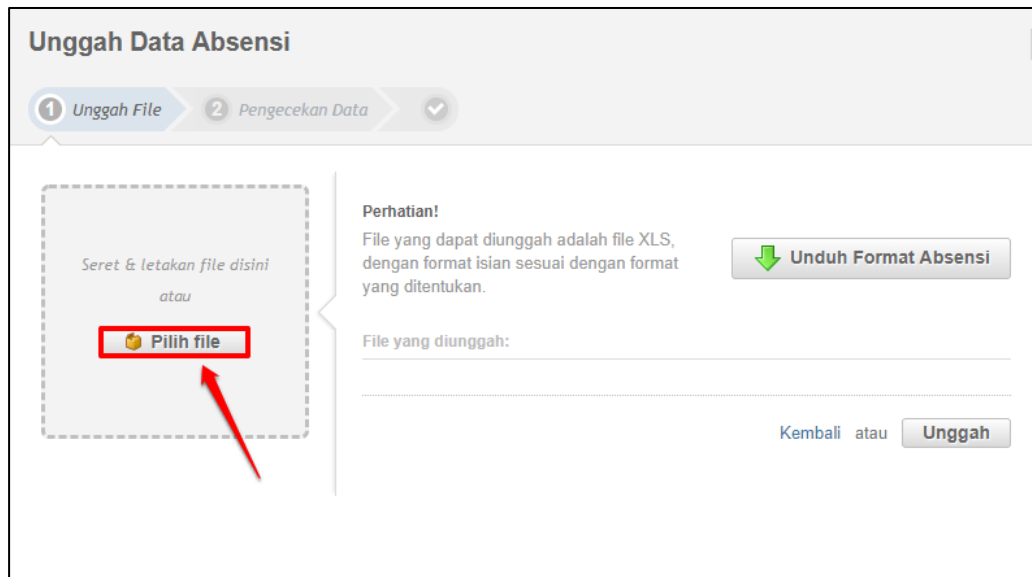 Unggah Data Absensi
1 Unggah File 2 Pengecekan Data
Seret & letakan file disini
atau
Pilih file
Perhatian!
File yang dapat diunggah adalah file XLS,
dengan format isian sesuai dengan format
yang ditentukan.
Unduh Format Absensi
File yang diunggah:
Kembali atau Unggah